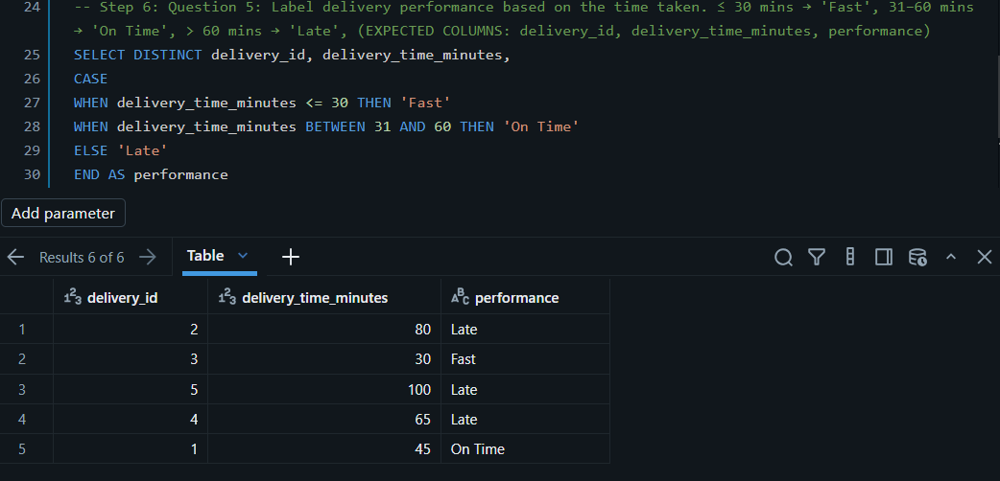 24 -- Step 6: Question 5: Label delivery performance based on the time taken. ≤ 30 mins → 'Fast', 31–60 mins
→ 'On Time', > 60 mins → 'Late', (EXPECTED COLUMNS: delivery_id, delivery_time_minutes, performance)
25 SELECT DISTINCT delivery_id, delivery_time_minutes,
26 CASE
27 WHEN delivery_time_minutes <= 30 THEN 'Fast'
28 WHEN delivery_time_minutes BETWEEN 31 AND 60 THEN 'On Time'
29 ELSE 'Late'
30 END AS performance
Add parameter
← Results 6 of 6 → Table +
1²3 delivery_id 1²3 delivery_time_minutes ABC performance
1 2 80 Late
2 3 30 Fast
3 5 100 Late
4 4 65 Late
5 1 45 On Time